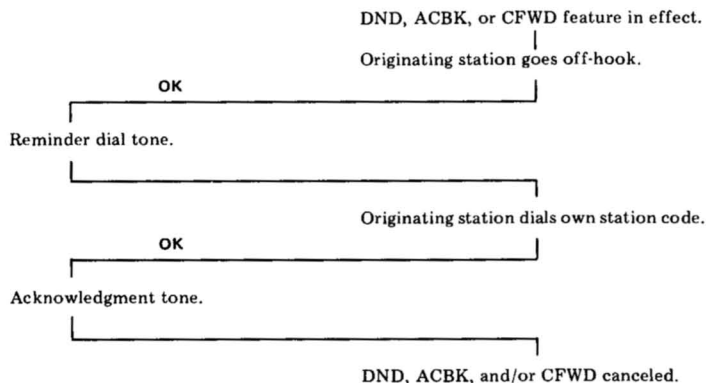 DND, ACBK, or CFWD feature in effect.
Originating station goes off-hook.
OK
Reminder dial tone.
Originating station dials own station code.
OK
Acknowledgment tone.
DND, ACBK, and/or CFWD canceled.